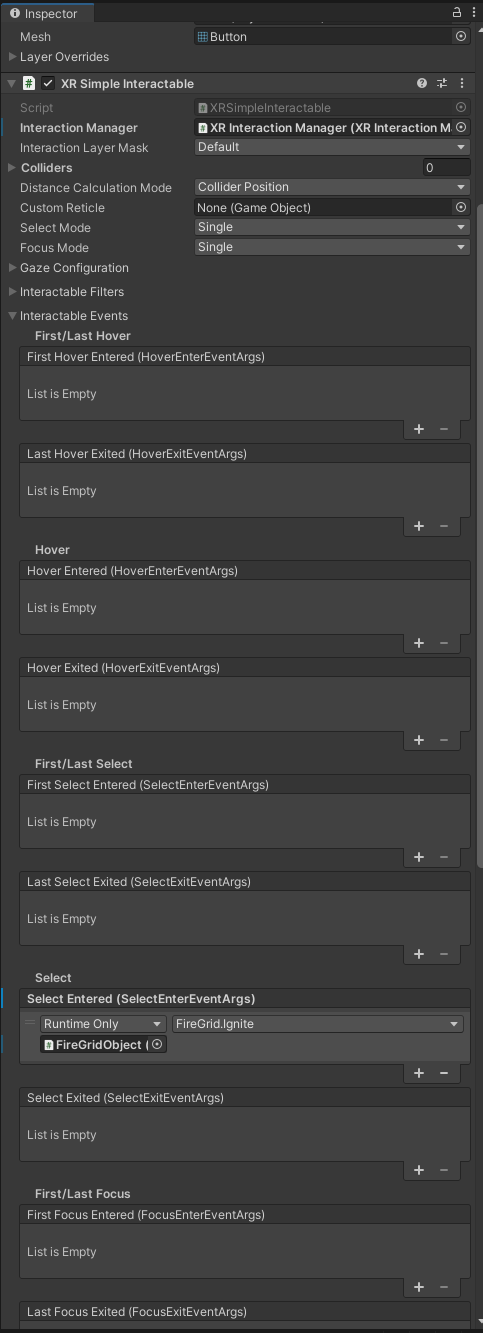 Inspector
Mesh Button
Layer Overrides
# XR Simple Interactable
Script # XRSimpleInteractable
Interaction Manager # XR Interaction Manager (XR Interaction M
Interaction Layer Mask Default
Colliders 0
Distance Calculation Mode Collider Position
Custom Reticle None (Game Object)
Select Mode Single
Focus Mode Single
Gaze Configuration
Interactable Filters
Interactable Events
First/Last Hover
First Hover Entered (HoverEnterEventArgs)
List is Empty
+ −
Last Hover Exited (HoverExitEventArgs)
List is Empty
+ −
Hover
Hover Entered (HoverEnterEventArgs)
List is Empty
+ −
Hover Exited (HoverExitEventArgs)
List is Empty
+ −
First/Last Select
First Select Entered (SelectEnterEventArgs)
List is Empty
+ −
Last Select Exited (SelectExitEventArgs)
List is Empty
+ −
Select
Select Entered (SelectEnterEventArgs)
Runtime Only FireGrid.Ignite
# FireGridObject (
+ −
Select Exited (SelectExitEventArgs)
List is Empty
+ −
First/Last Focus
First Focus Entered (FocusEnterEventArgs)
List is Empty
+ −
Last Focus Exited (FocusExitEventArgs)